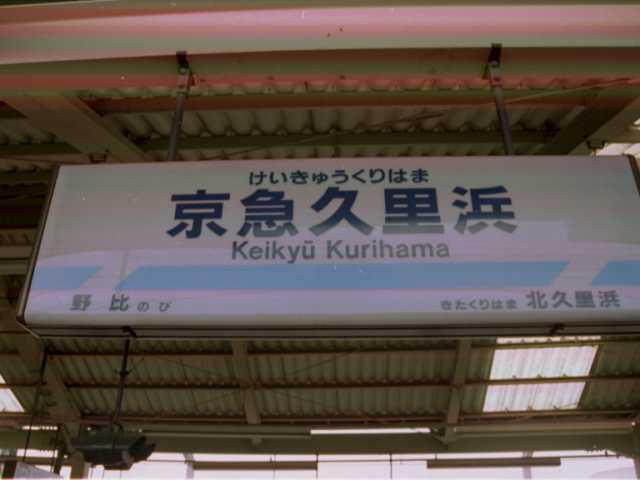 けいきゅうくりはま
京急久里浜
Keikyū Kurihama
野比 のび
きたくりはま 北久里浜